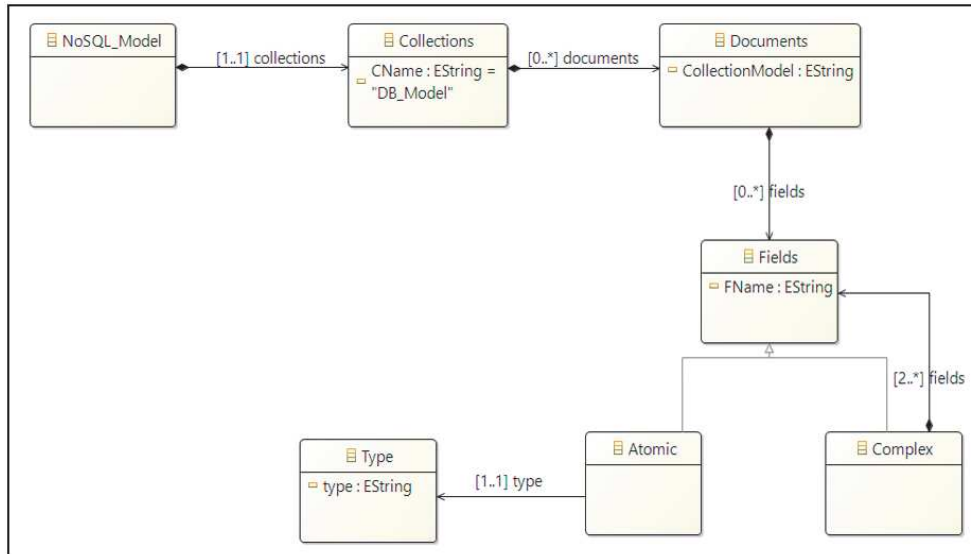 NoSQL_Model
[1..1] collections
Collections
CName : EString =
"DB_Model"
[0..*] documents
Documents
CollectionModel : EString
[0..*] fields
Fields
FName : EString
[2..*] fields
Type
type : EString
[1..1] type
Atomic
Complex